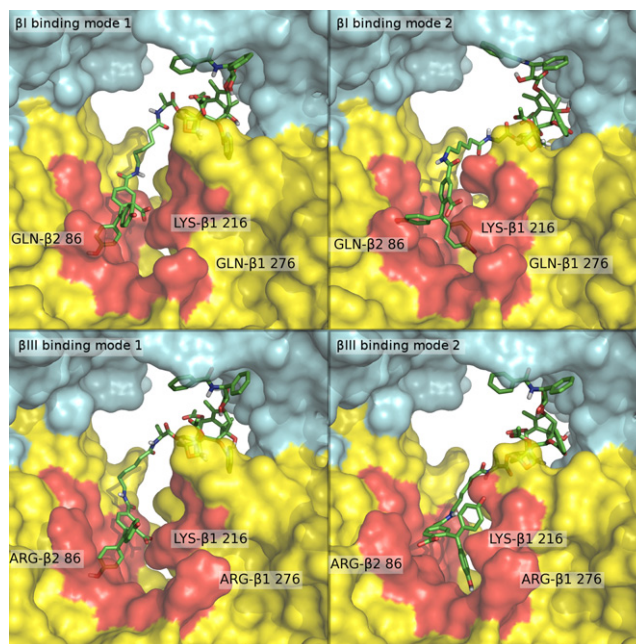 βI binding mode 1
βI binding mode 2
LYS-β1 216
GLN-β2 86
GLN-β1 276
LYS-β1 216
GLN-β2 86
GLN-β1 276
βIII binding mode 1
βIII binding mode 2
LYS-β1 216
ARG-β2 86
ARG-β1 276
LYS-β1 216
ARG-β2 86
ARG-β1 276